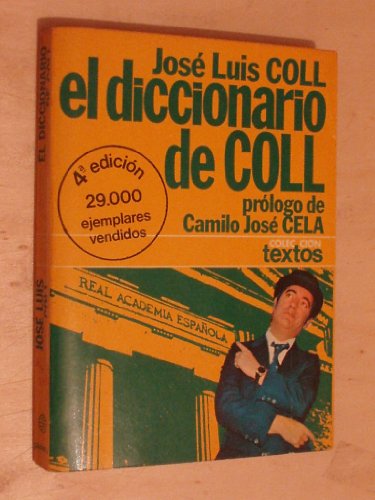 José Luis COLL
el diccionario
de COLL
prólogo de
Camilo José CELA
COLECCION
textos
4ª edición
29.000
ejemplares
vendidos
REAL ACADEMIA ESPAÑOLA
EL DICCIONARIO
JOSE LUIS